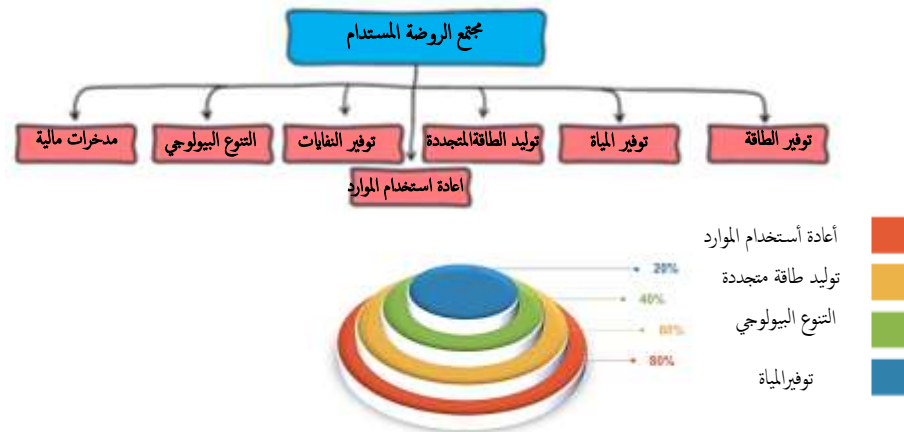 مجتمع الروضة المستدام
توفير الطاقة
توفير المياة
توليد الطاقةالمتجددة
توفير النفايات
التنوع البيولوجي
مدخرات مالية
اعادة استخدام الموارد
أعادة أستخدام الموارد
توليد طاقة متجددة
التنوع البيولوجي
توفيرالمياة
20%
40%
60%
80%